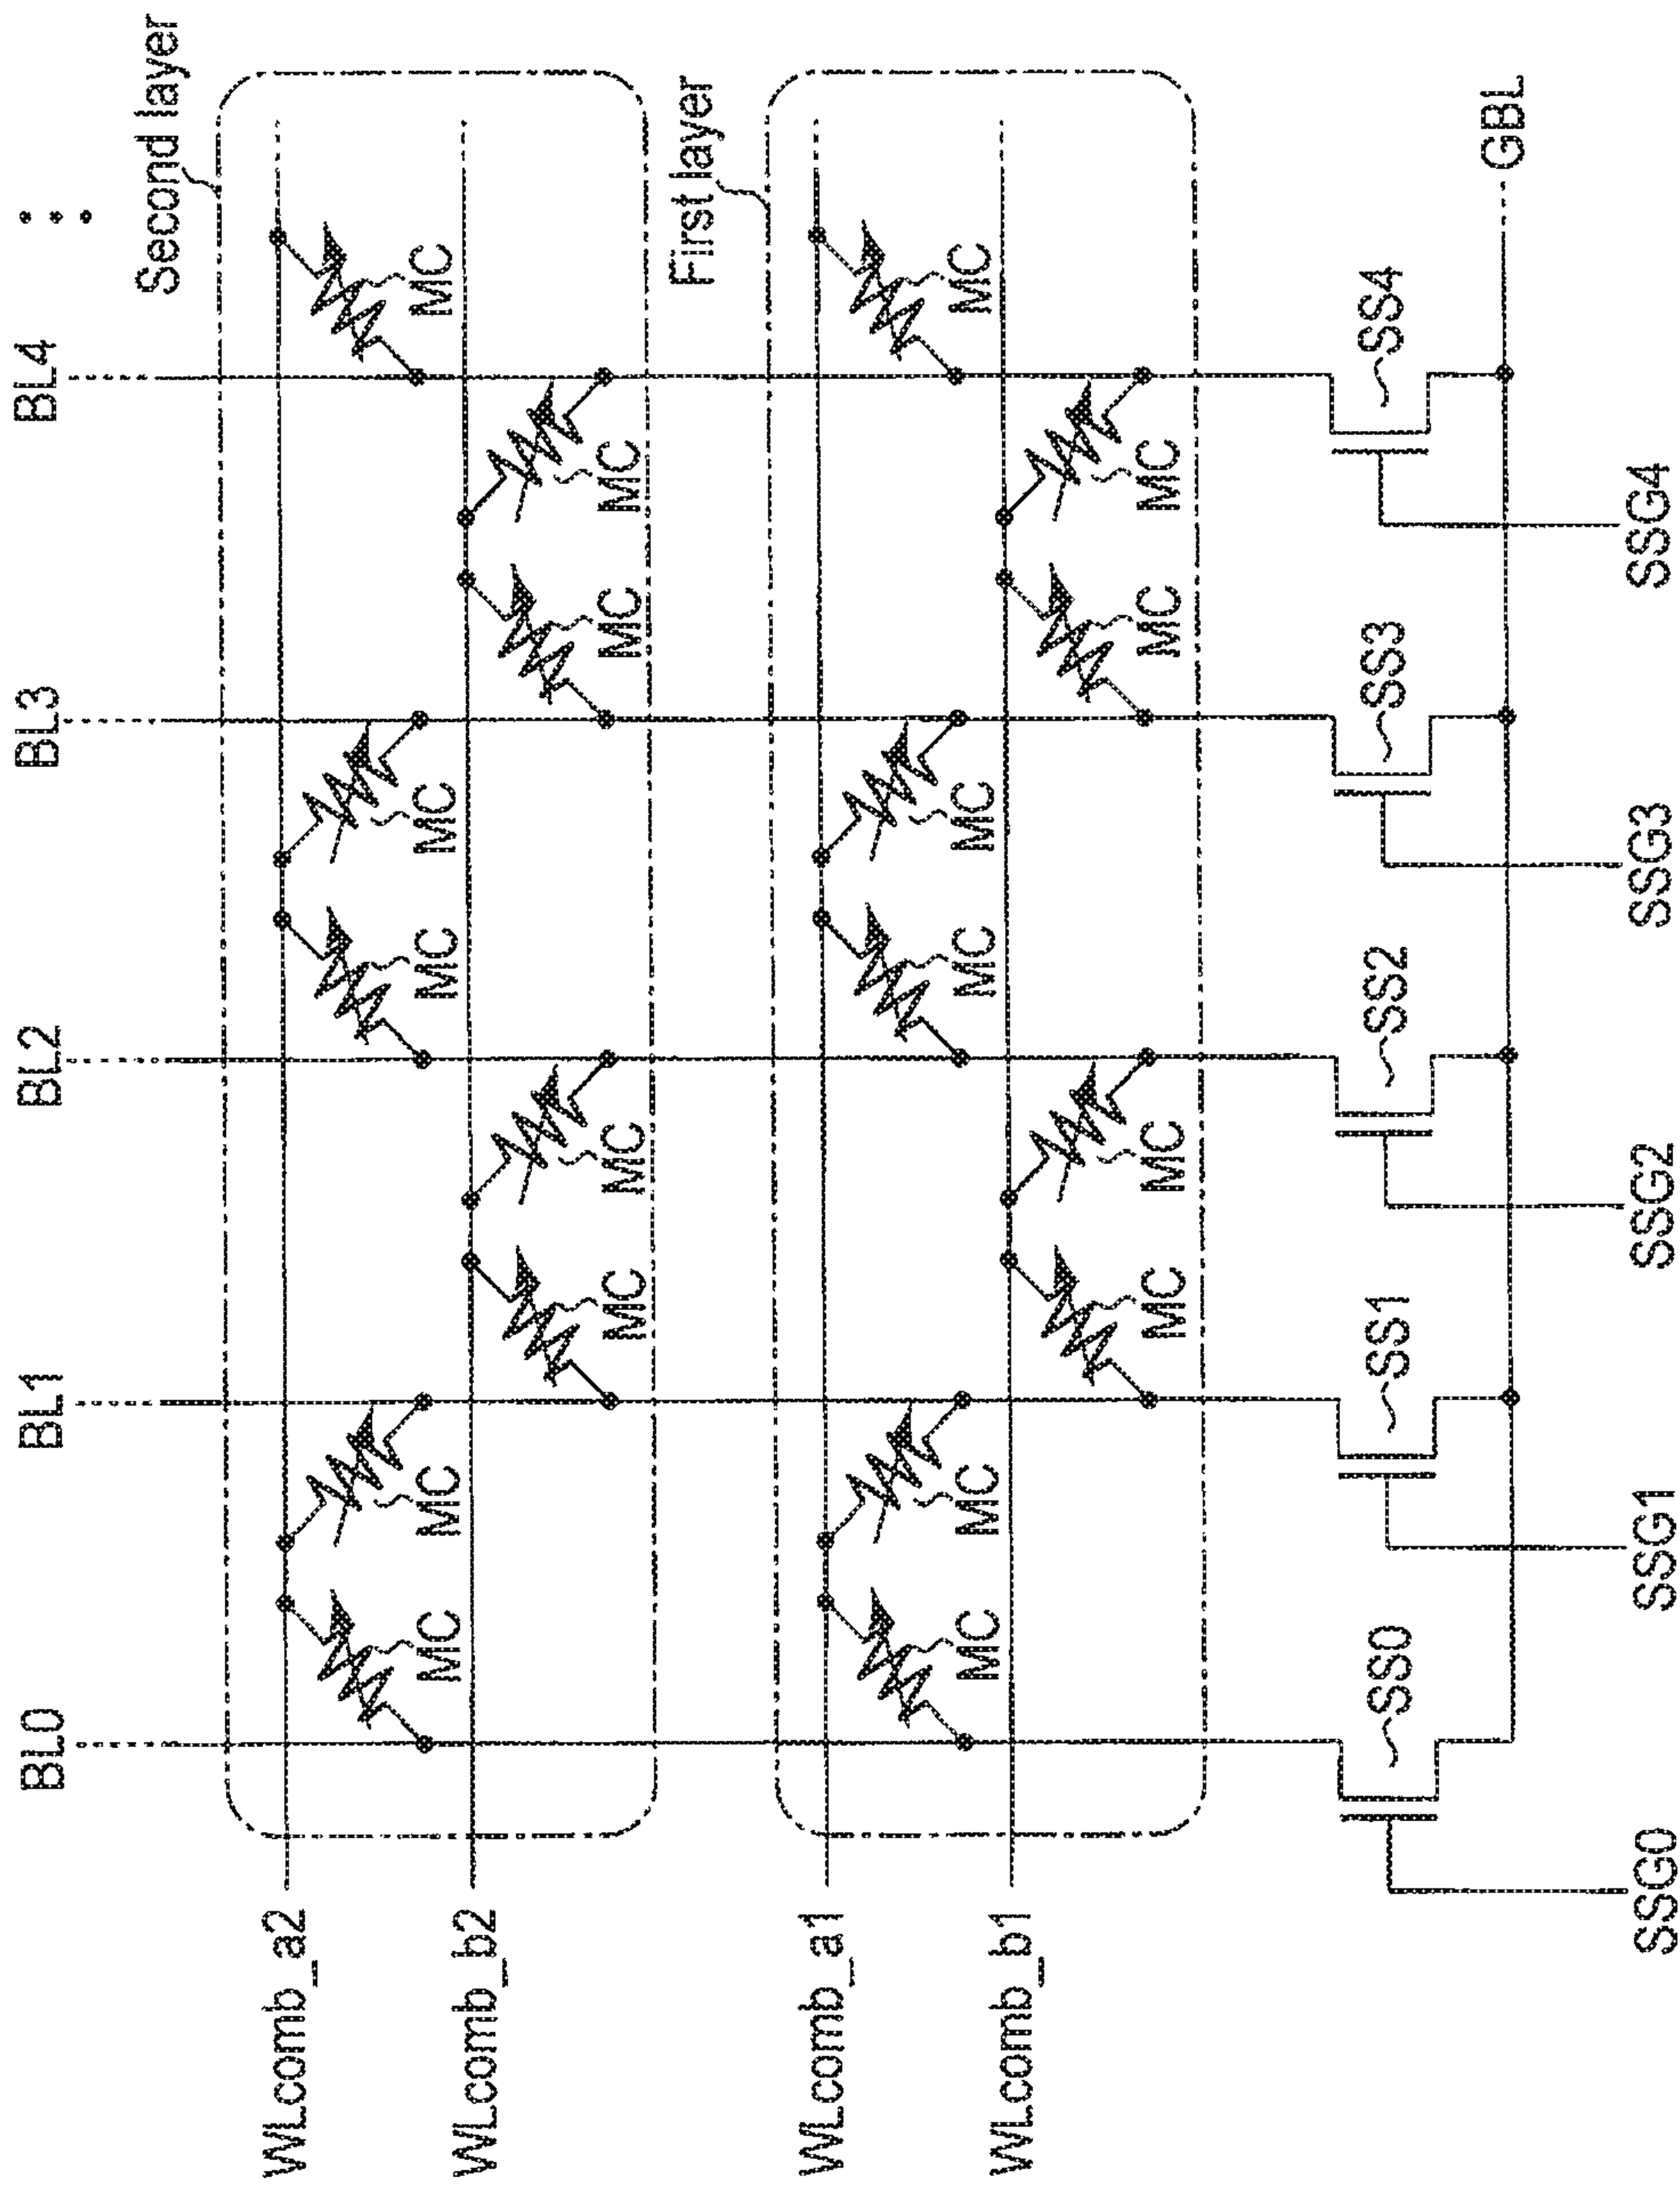 BL0
BL1
BL2
BL3
BL4
Second layer
WLcomb_a2
MC
MC
MC
MC
MC
WLcomb_b2
MC
MC
MC
MC
First layer
WLcomb_a1
MC
MC
MC
MC
MC
WLcomb_b1
MC
MC
MC
MC
SS0
SS1
SS2
SS3
SS4
GBL
SSG0
SSG1
SSG2
SSG3
SSG4